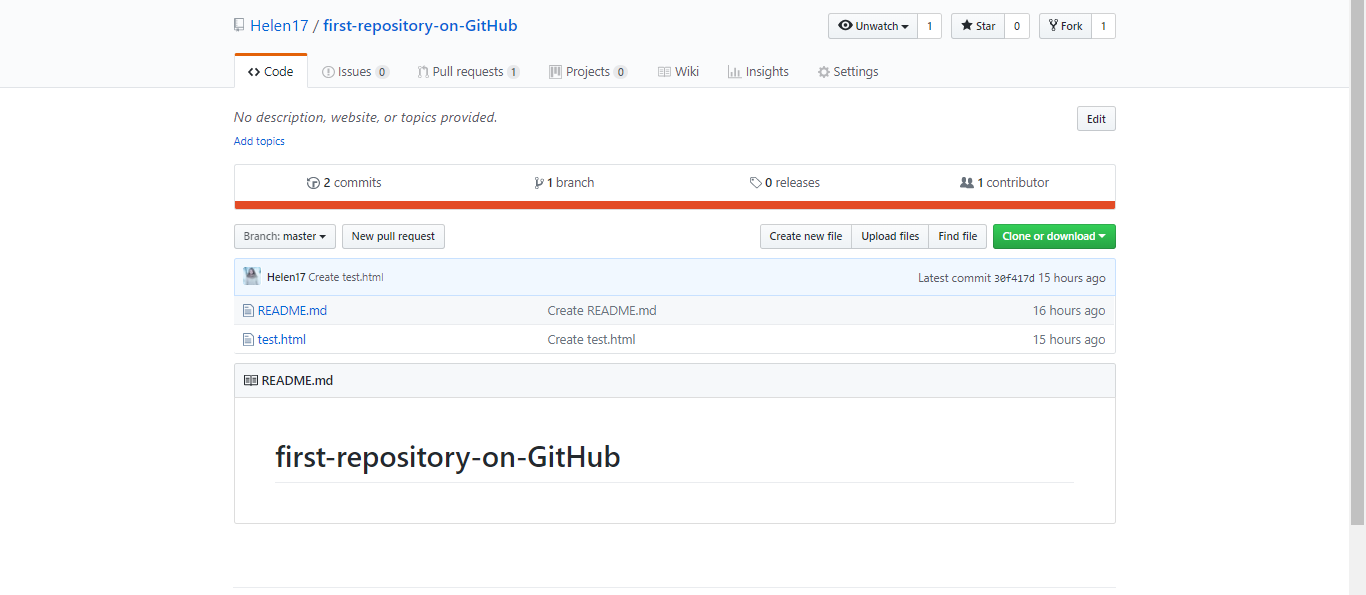 Helen17 / first-repository-on-GitHub Unwatch 1 Star 0 Fork 1
Code Issues 0 Pull requests 1 Projects 0 Wiki Insights Settings
No description, website, or topics provided. Edit
Add topics
2 commits 1 branch 0 releases 1 contributor
Branch: master New pull request Create new file Upload files Find file Clone or download
Helen17 Create test.html Latest commit 30f417d 15 hours ago
README.md Create README.md 16 hours ago
test.html Create test.html 15 hours ago
README.md
first-repository-on-GitHub